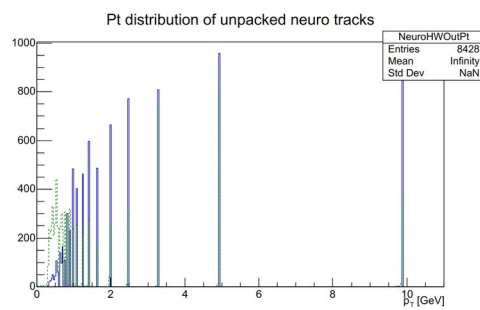 Pt distribution of unpacked neuro tracks
NeuroHWOutPt
Entries 8428
Mean Infinity
Std Dev NaN
1000
800
600
400
200
0
0 2 4 6 8 10
p_T [GeV]